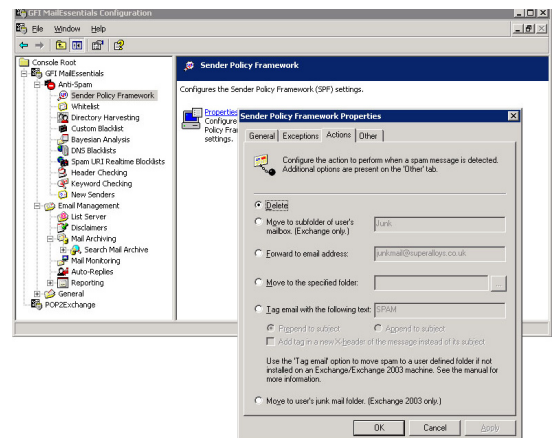 GFI MailEssentials Configuration
File Window Help
Console Root
GFI MailEssentials
Anti-Spam
Sender Policy Framework
Whitelist
Directory Harvesting
Custom Blacklist
Bayesian Analysis
DNS Blacklists
Spam URI Realtime Blocklists
Header Checking
Keyword Checking
New Senders
Email Management
List Server
Disclaimers
Mail Archiving
Search Mail Archive
Mail Monitoring
Auto-Replies
Reporting
General
POP2Exchange
Sender Policy Framework
Configures the Sender Policy Framework (SPF) settings.
Properties
Configure
Policy Fra
settings.
Sender Policy Framework Properties
General Exceptions Actions Other
Configure the action to perform when a spam message is detected.
Additional options are present on the 'Other' tab.
Delete
Move to subfolder of user's
mailbox. (Exchange only.)
Junk
Forward to email address:
junkmail@superalloys.co.uk
Move to the specified folder:
...
Tag email with the following text:
SPAM
Prepend to subject Append to subject
Add tag in a new X-header of the message instead of its subject
Use the 'Tag email' option to move spam to a user defined folder if not
installed on an Exchange/Exchange 2003 machine. See the manual for
more information.
Move to user's junk mail folder. (Exchange 2003 only.)
OK Cancel Apply